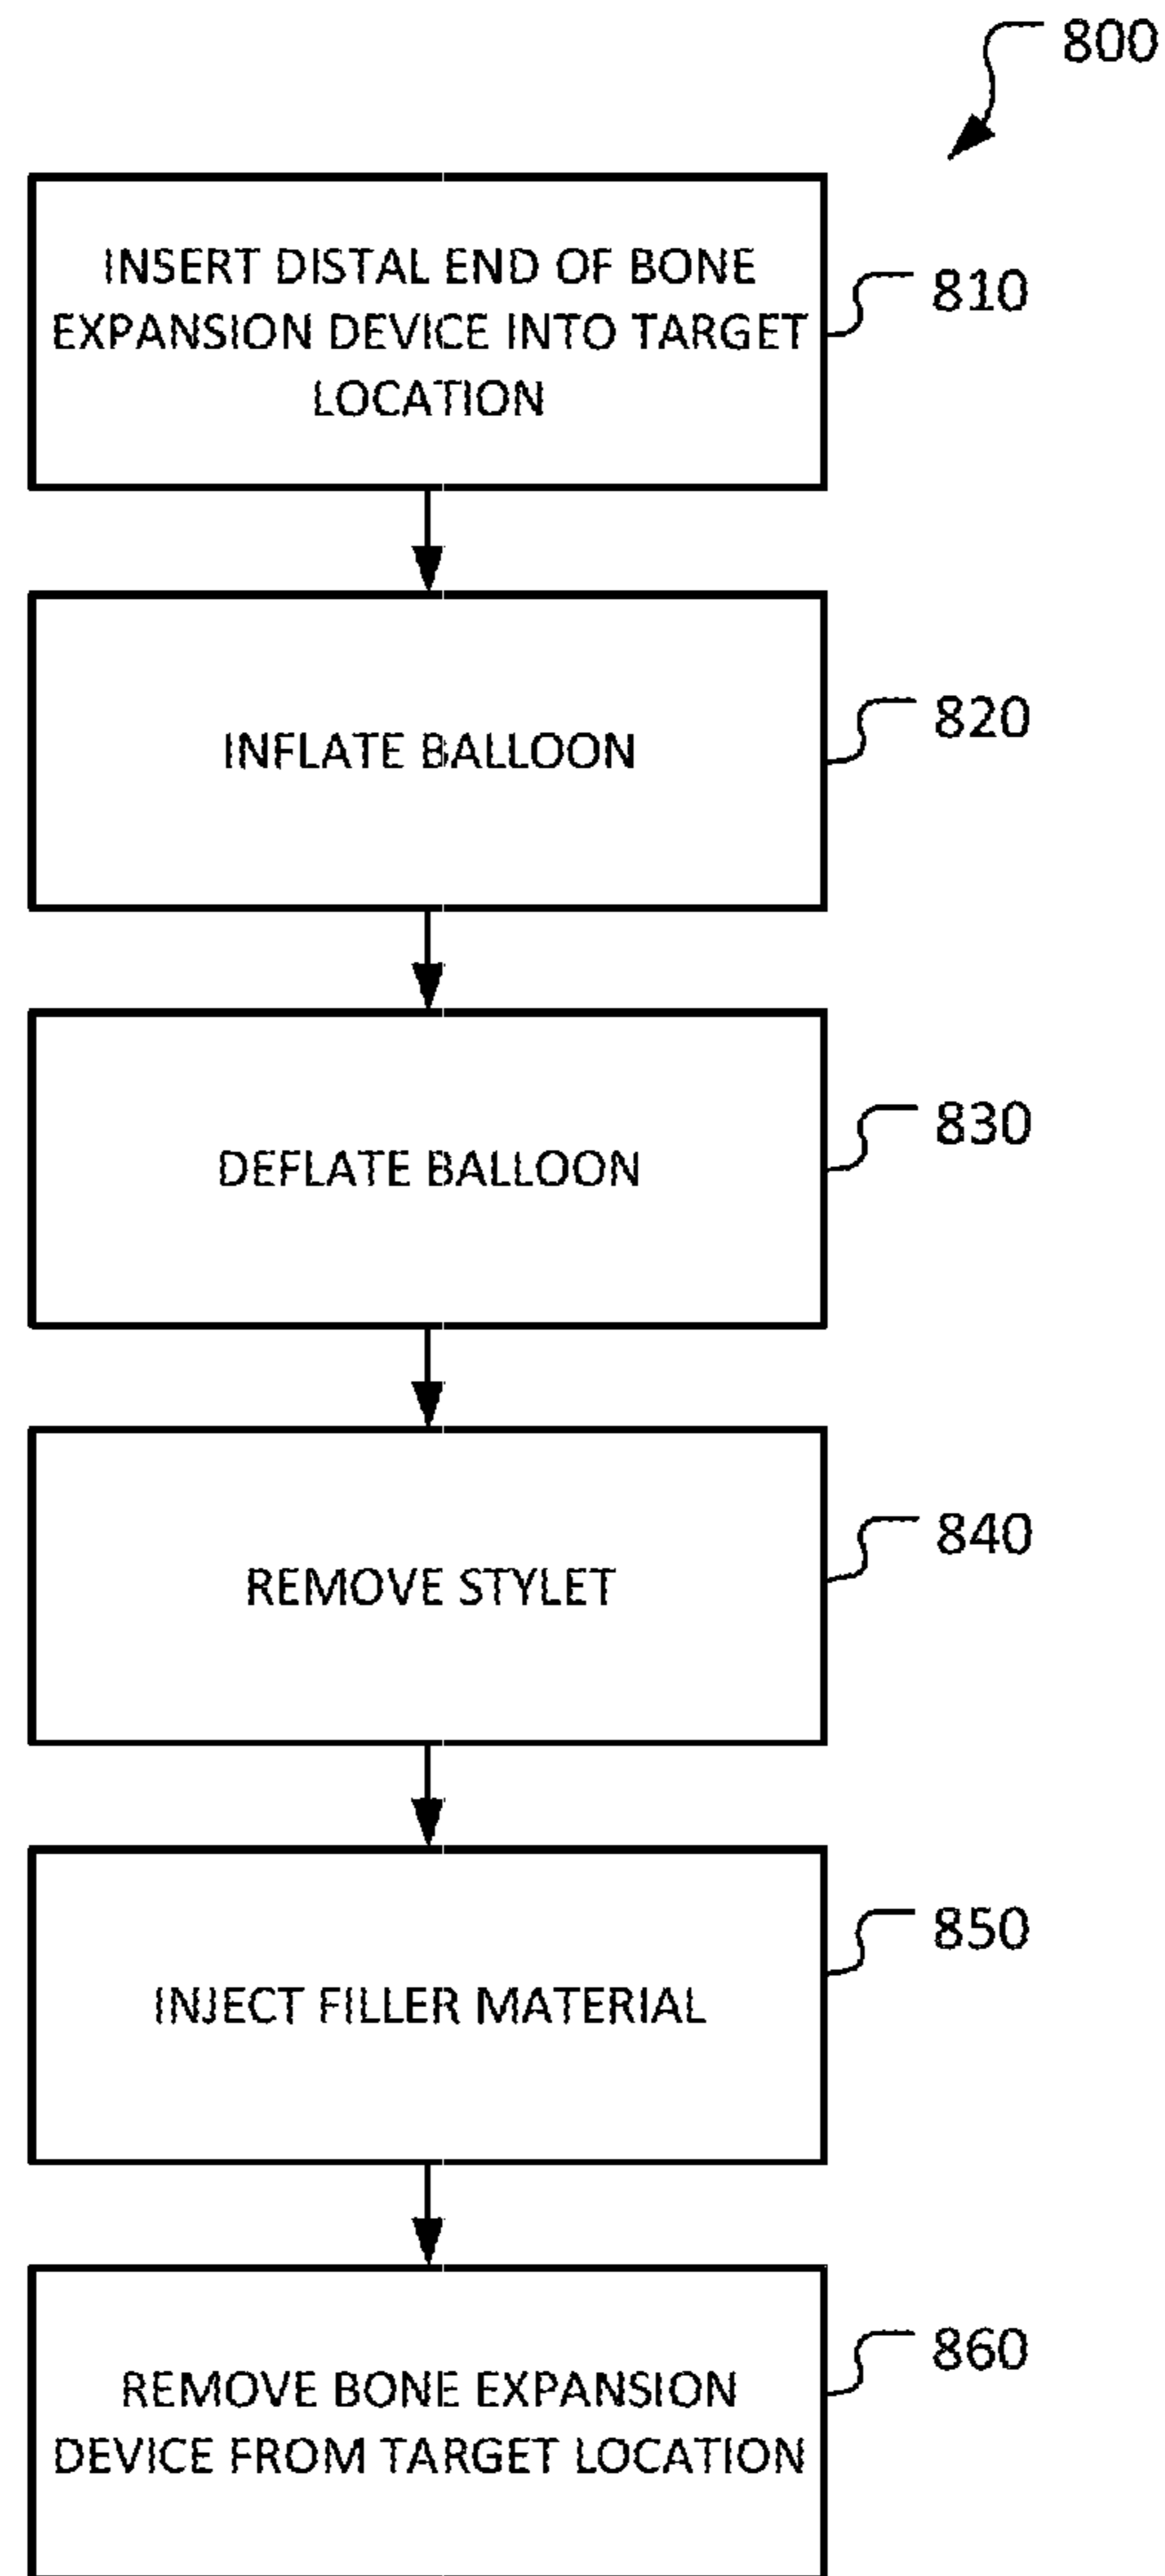 800
INSERT DISTAL END OF BONE
EXPANSION DEVICE INTO TARGET
LOCATION
810
INFLATE BALLOON
820
DEFLATE BALLOON
830
REMOVE STYLET
840
INJECT FILLER MATERIAL
850
REMOVE BONE EXPANSION
DEVICE FROM TARGET LOCATION
860